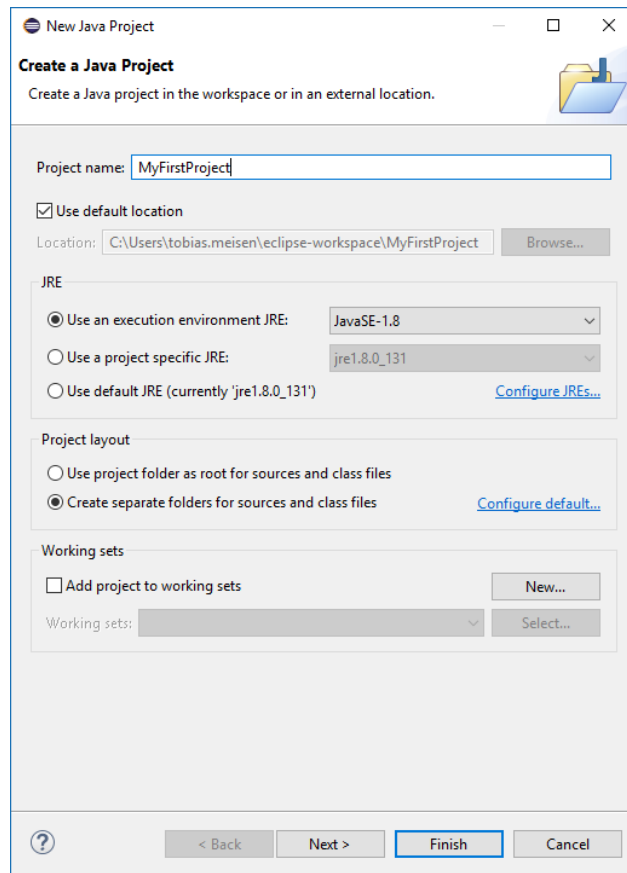 New Java Project
Create a Java Project
Create a Java project in the workspace or in an external location.
Project name: MyFirstProject
Use default location
Location: C:\Users\tobias.meisen\eclipse-workspace\MyFirstProject Browse...
JRE
Use an execution environment JRE: JavaSE-1.8
Use a project specific JRE: jre1.8.0_131
Use default JRE (currently 'jre1.8.0_131') Configure JREs...
Project layout
Use project folder as root for sources and class files
Create separate folders for sources and class files Configure default...
Working sets
Add project to working sets New...
Working sets: Select...
? < Back Next > Finish Cancel